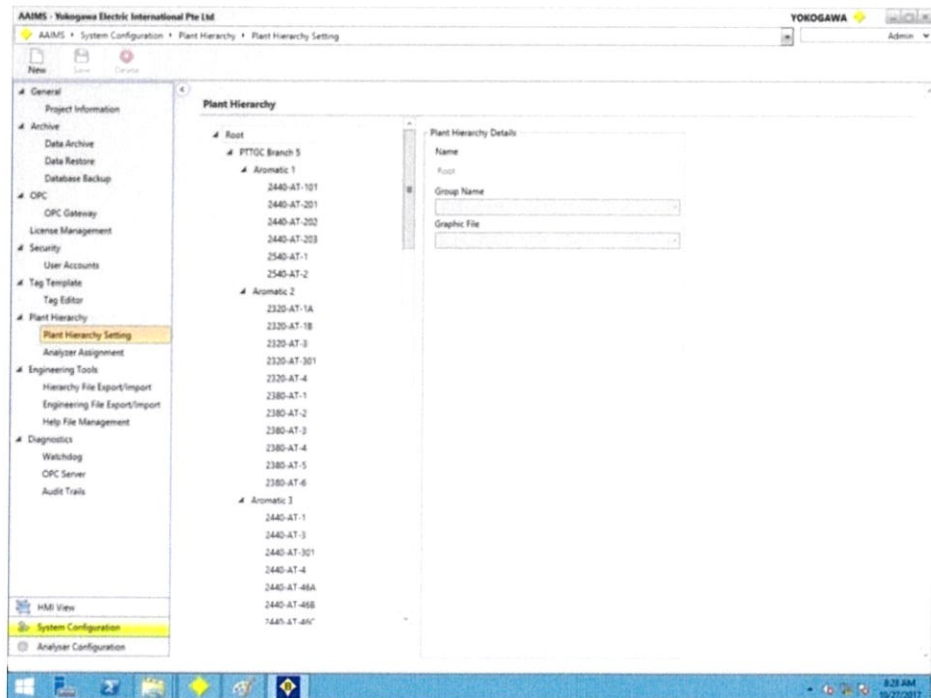 AAIMS - Yokogawa Electric International Pte Ltd
YOKOGAWA
AAIMS • System Configuration • Plant Hierarchy • Plant Hierarchy Setting
Admin
New
Save
Delete
General
Project Information
Archive
Data Archive
Data Restore
Database Backup
OPC
OPC Gateway
License Management
Security
User Accounts
Tag Template
Tag Editor
Plant Hierarchy
Plant Hierarchy Setting
Analyzer Assignment
Engineering Tools
Hierarchy File Export/Import
Engineering File Export/Import
Help File Management
Diagnostics
Watchdog
OPC Server
Audit Trails
HMI View
System Configuration
Analyser Configuration
Plant Hierarchy
Root
PTTGC Branch 5
Aromatic 1
2440-AT-101
2440-AT-201
2440-AT-202
2440-AT-203
2540-AT-1
2540-AT-2
Aromatic 2
2320-AT-1A
2320-AT-1B
2320-AT-3
2320-AT-301
2320-AT-4
2380-AT-1
2380-AT-2
2380-AT-3
2380-AT-4
2380-AT-5
2380-AT-6
Aromatic 3
2440-AT-1
2440-AT-3
2440-AT-301
2440-AT-4
2440-AT-46A
2440-AT-46B
2440-AT-46C
Plant Hierarchy Details
Name
Root
Group Name
Graphic File
8:28 AM
10/27/2017